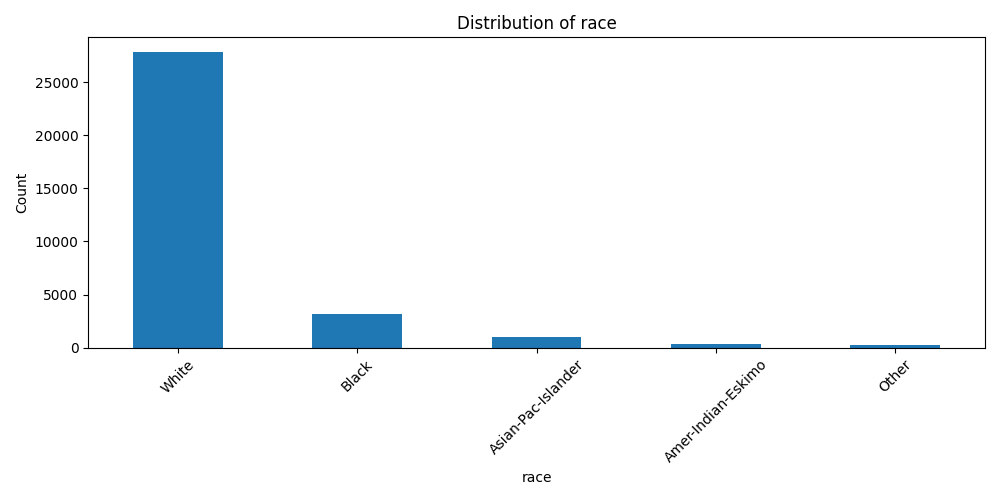 Distribution of race
Count
25000
20000
15000
10000
5000
0
White
Black
Asian-Pac-Islander
Amer-Indian-Eskimo
Other
race